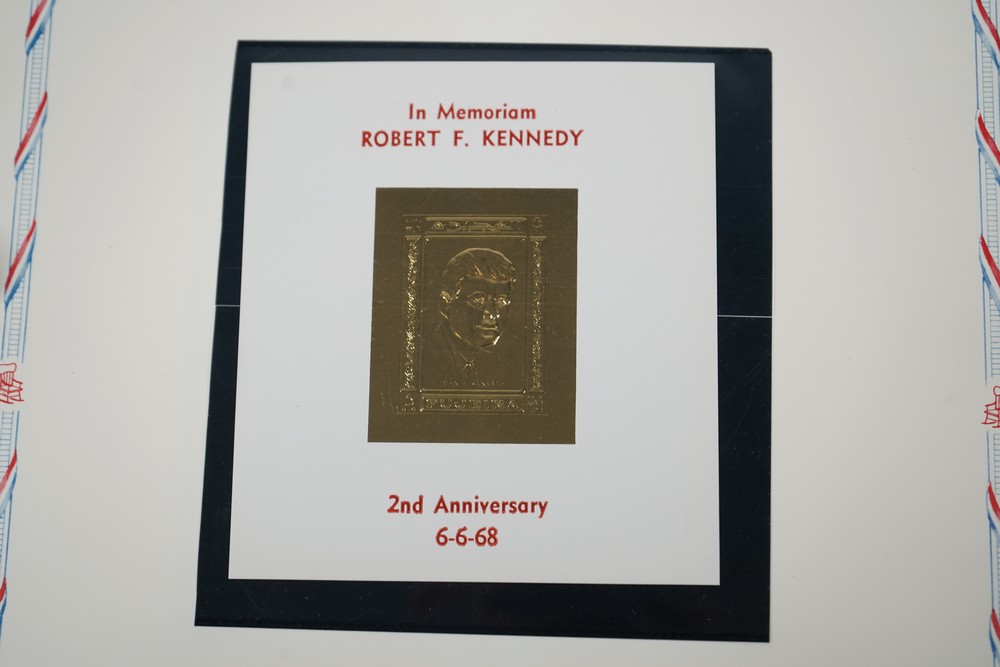 In Memoriam
ROBERT F. KENNEDY
FUJEIRA
2nd Anniversary
6-6-68